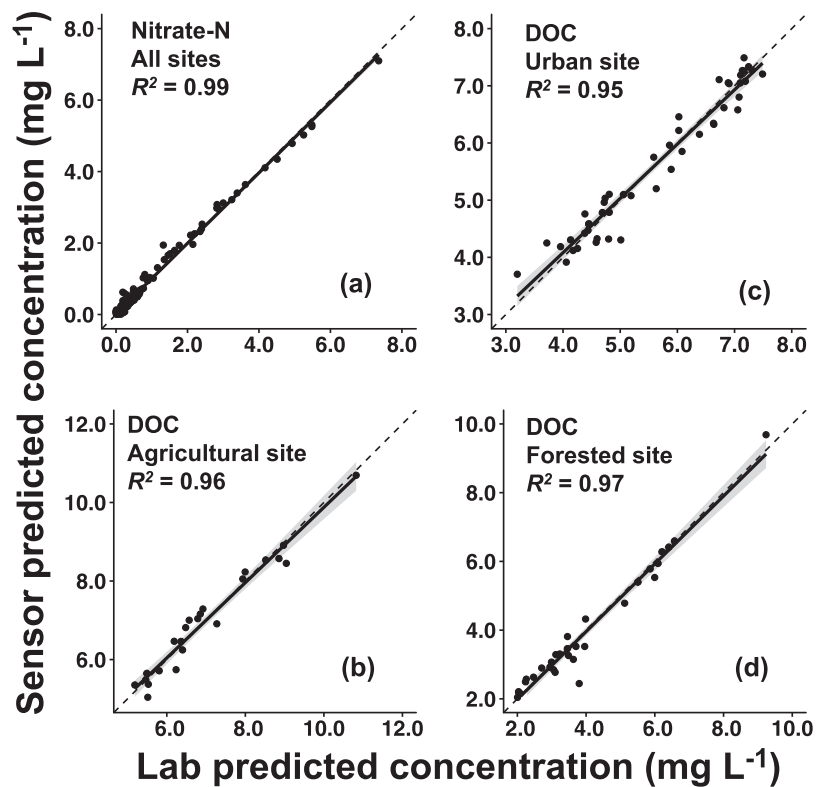 Sensor predicted concentration (mg L⁻¹)
Nitrate-N
All sites
R² = 0.99
8.0
6.0
4.0
2.0
0.0
(a)
0.0 2.0 4.0 6.0 8.0
DOC
Urban site
R² = 0.95
8.0
7.0
6.0
5.0
4.0
3.0
(c)
3.0 4.0 5.0 6.0 7.0 8.0
DOC
Agricultural site
R² = 0.96
12.0
10.0
8.0
6.0
(b)
6.0 8.0 10.0 12.0
DOC
Forested site
R² = 0.97
10.0
8.0
6.0
4.0
2.0
(d)
2.0 4.0 6.0 8.0 10.0
Lab predicted concentration (mg L⁻¹)